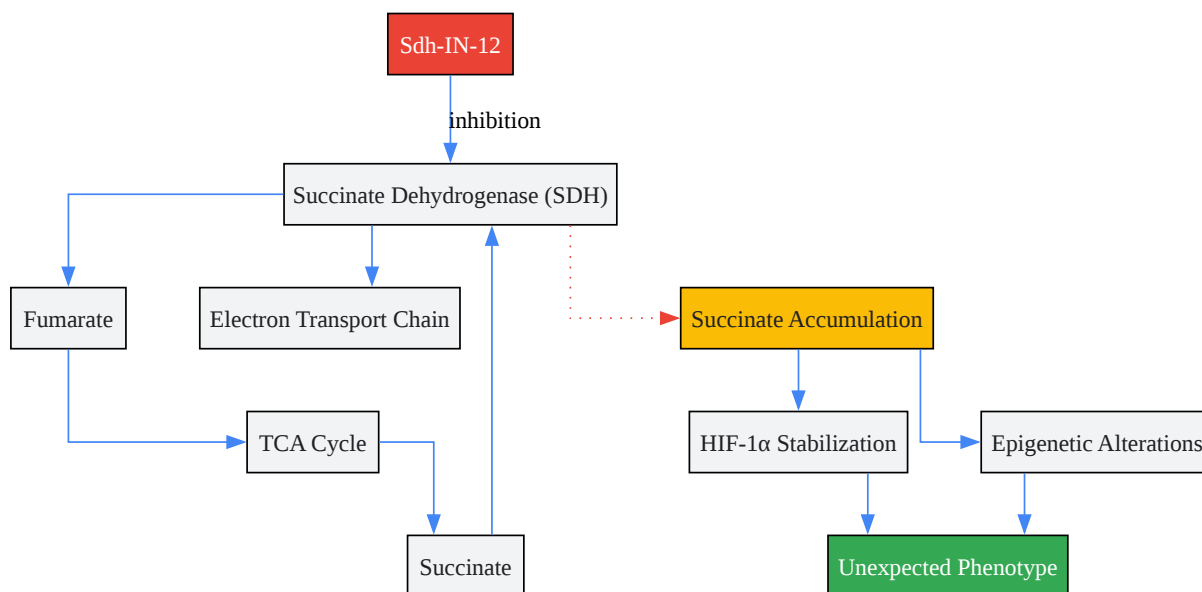 Sdh-IN-12
inhibition
Succinate Dehydrogenase (SDH)
Fumarate
Electron Transport Chain
Succinate Accumulation
TCA Cycle
HIF-1α Stabilization
Epigenetic Alterations
Succinate
Unexpected Phenotype